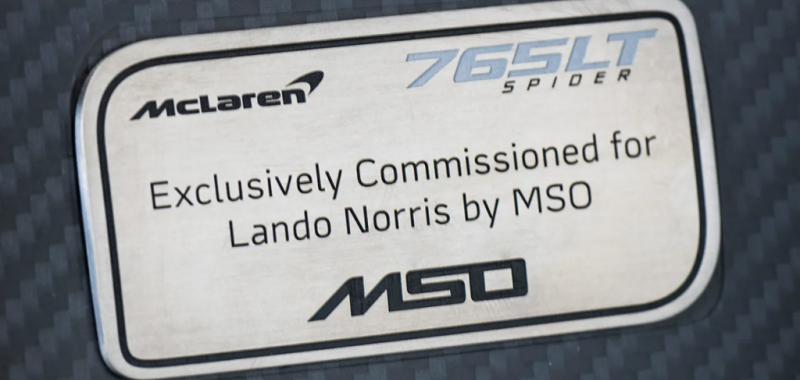 McLaren
765LT
SPIDER
Exclusively Commissioned for
Lando Norris by MSO
MSO